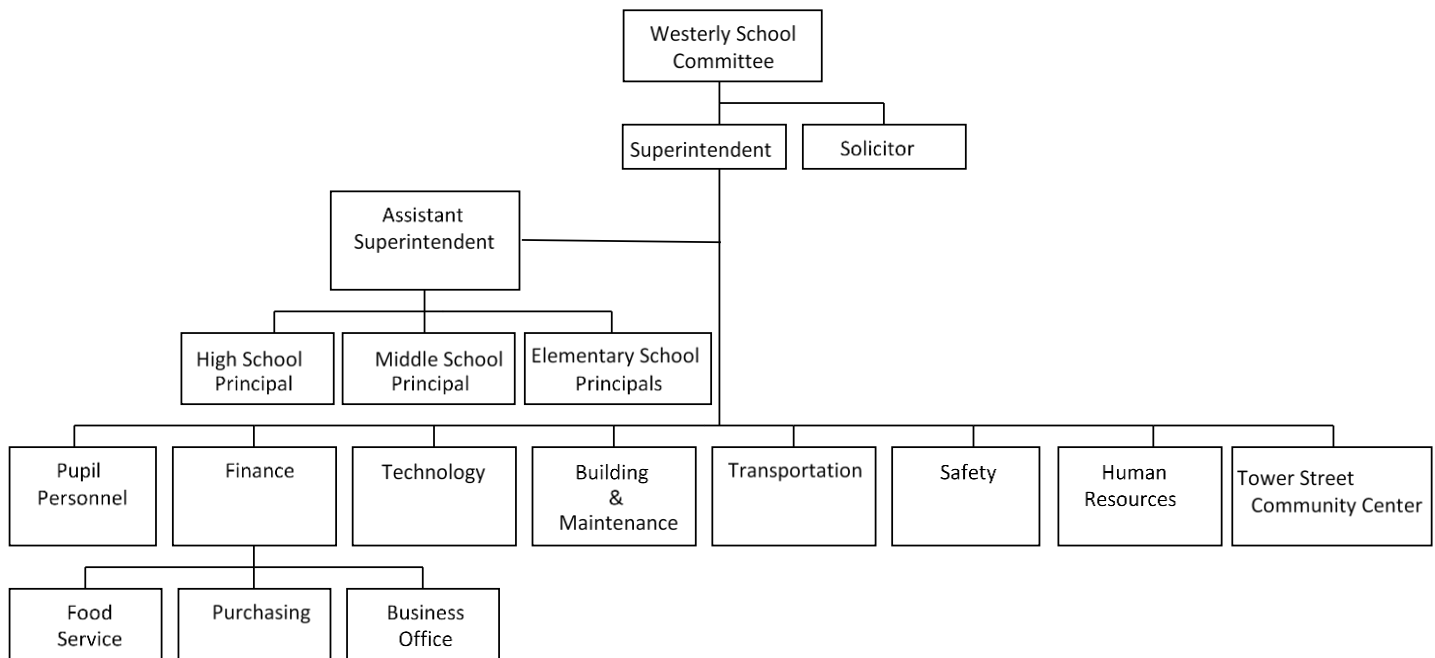 Westerly School
Committee
Superintendent
Solicitor
Assistant
Superintendent
High School
Principal
Middle School
Principal
Elementary School
Principals
Pupil
Personnel
Finance
Technology
Building
&
Maintenance
Transportation
Safety
Human
Resources
Tower Street
Community Center
Food
Service
Purchasing
Business
Office